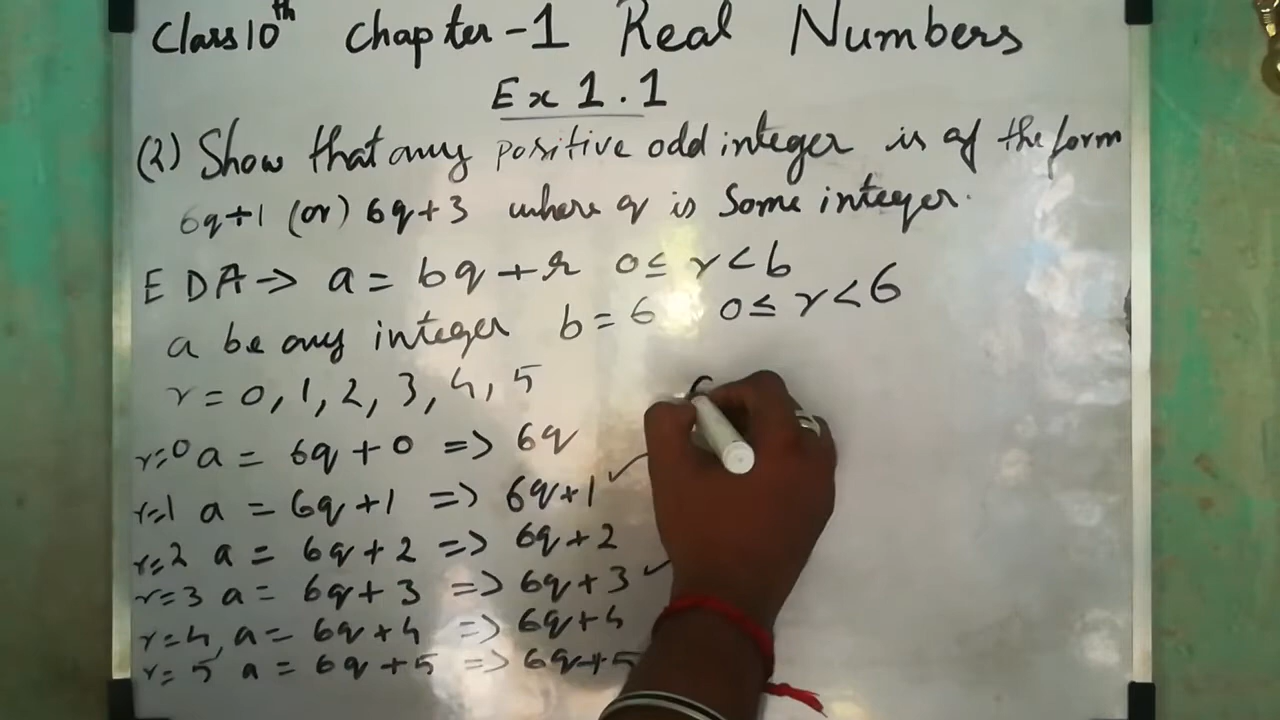 Class 10th Chapter-1 Real Numbers
Ex 1.1
(2) Show that any positive odd integer is of the form
6q+1 (or) 6q+3 where q is Some integer.
EDA→ a = bq+r 0≤ r<b
a be any integer b=6 0≤ r<6
r=0,1,2,3,4,5
r=0 a = 6q+0 => 6q
r=1 a = 6q+1 => 6q+1 ✓
r=2 a = 6q+2 => 6q+2
r=3 a= 6q+3 => 6q+3 ✓
r=4, a= 6q+4 => 6q+4
r=5 a = 6q+5 => 6q+5